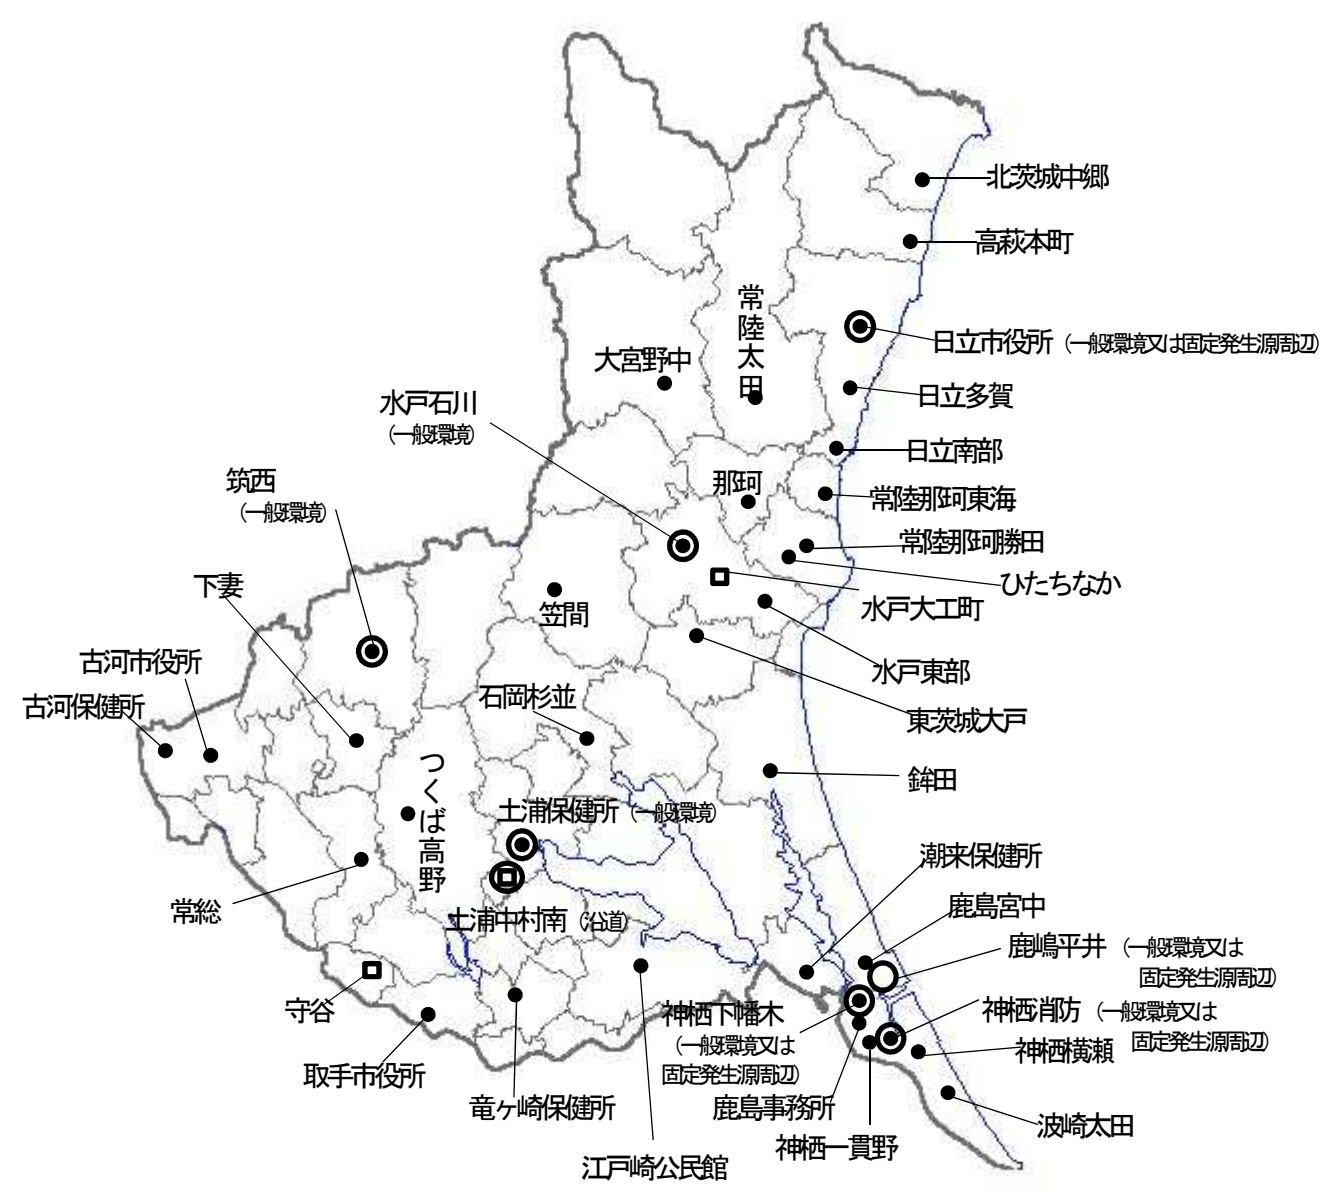 北茨城中郷
高萩本町
常陸太田
日立市役所（一般環境又は固定発生源周辺）
大宮野中
日立多賀
水戸石川
（一般環境）
日立南部
筑西
（一般環境）
那珂
常陸那珂東海
常陸那珂勝田
ひたちなか
下妻
水戸大工町
笠間
古河市役所
水戸東部
石岡杉並
古河保健所
東茨城大戸
つくば高野
鉾田
土浦保健所（一般環境）
潮来保健所
常総
鹿島宮中
土浦中村南（沿道）
鹿嶋平井（一般環境又は
固定発生源周辺）
守谷
神栖下幡木
（一般環境又は
固定発生源周辺）
神栖消防（一般環境又は
固定発生源周辺）
神栖横瀬
取手市役所
竜ヶ崎保健所
鹿島事務所
波崎太田
神栖一貫野
江戸崎公民館